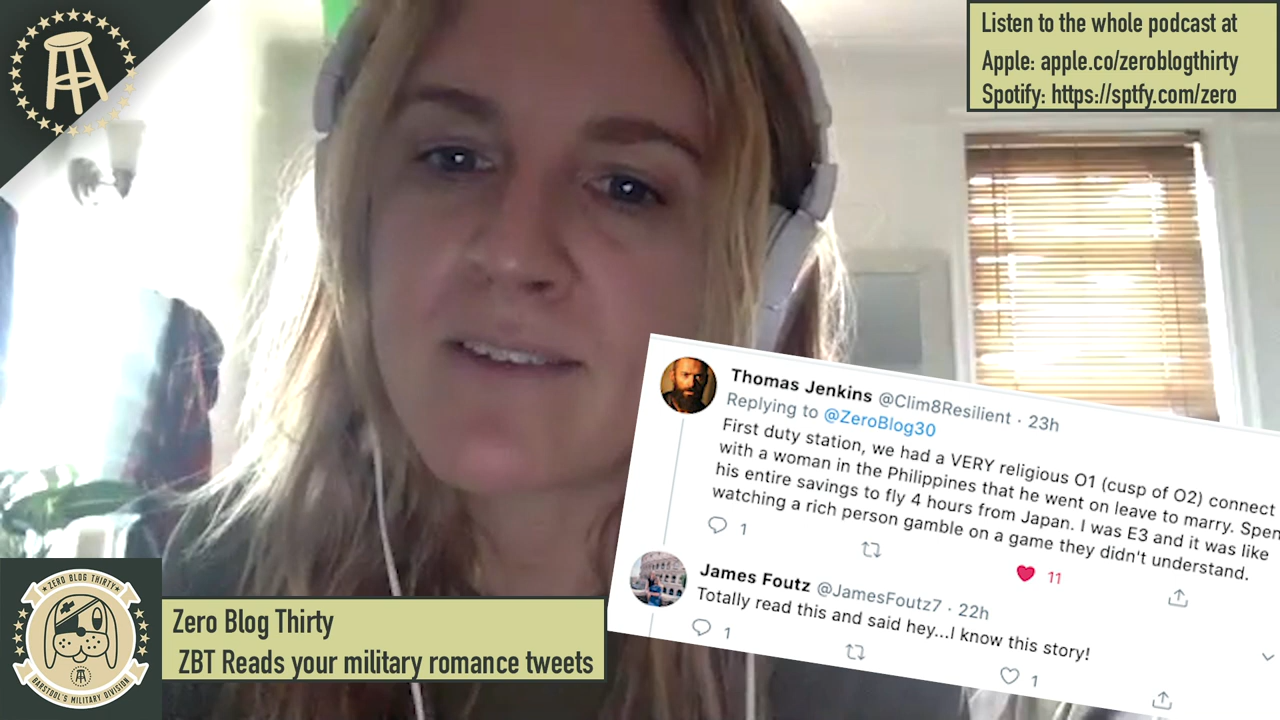 Listen to the whole podcast at
Apple: apple.co/zeroblogthirty
Spotify: https://sptfy.com/zero
Thomas Jenkins @Clim8Resilient · 23h
Replying to @ZeroBlog30
First duty station, we had a VERY religious O1 (cusp of O2) connect
with a woman in the Philippines that he went on leave to marry. Spen
his entire savings to fly 4 hours from Japan. I was E3 and it was like
watching a rich person gamble on a game they didn't understand.
1
11
James Foutz @JamesFoutz7 · 22h
Totally read this and said hey...I know this story!
1
1
ZERO BLOG THIRTY
BARSTOOL'S MILITARY DIVISION
Zero Blog Thirty
ZBT Reads your military romance tweets